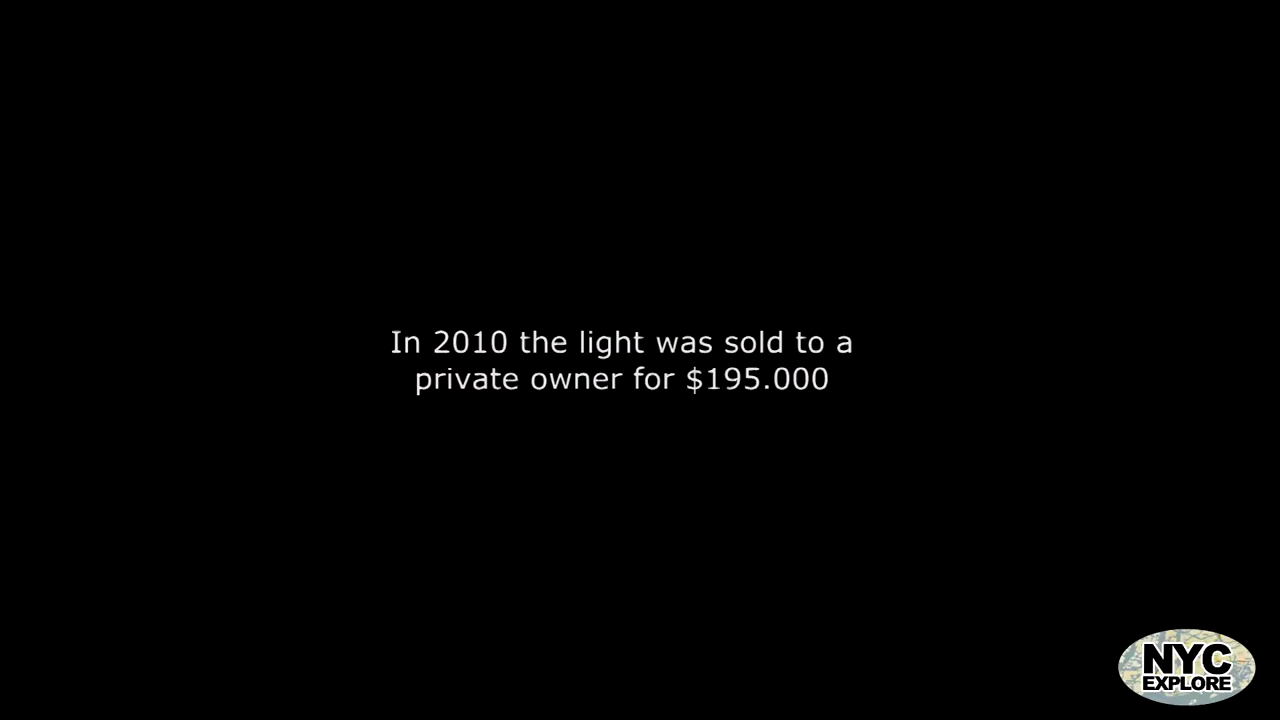 In 2010 the light was sold to a
private owner for $195.000
NYC
EXPLORE